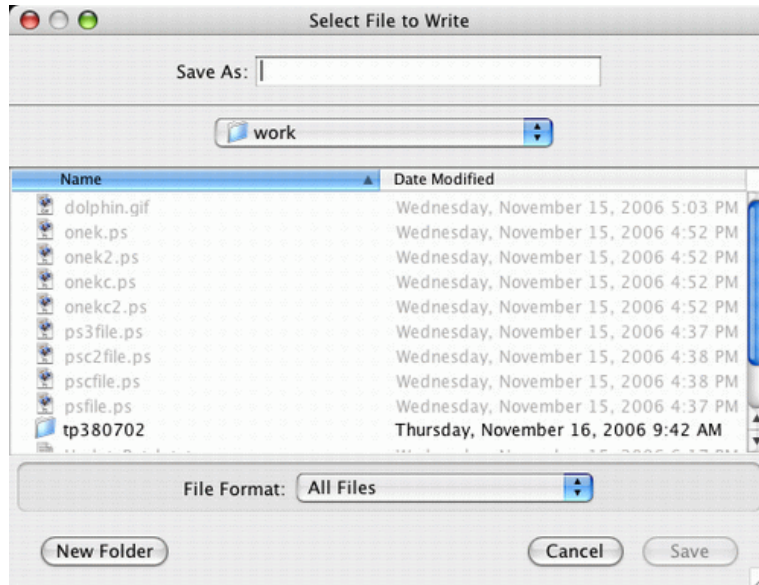 Select File to Write
Save As:
work
Name Date Modified
dolphin.gif Wednesday, November 15, 2006 5:03 PM
onek.ps Wednesday, November 15, 2006 4:52 PM
onek2.ps Wednesday, November 15, 2006 4:52 PM
onekc.ps Wednesday, November 15, 2006 4:52 PM
onekc2.ps Wednesday, November 15, 2006 4:52 PM
ps3file.ps Wednesday, November 15, 2006 4:37 PM
psc2file.ps Wednesday, November 15, 2006 4:38 PM
pscfile.ps Wednesday, November 15, 2006 4:38 PM
psfile.ps Wednesday, November 15, 2006 4:37 PM
tp380702 Thursday, November 16, 2006 9:42 AM
File Format: All Files
New Folder Cancel Save